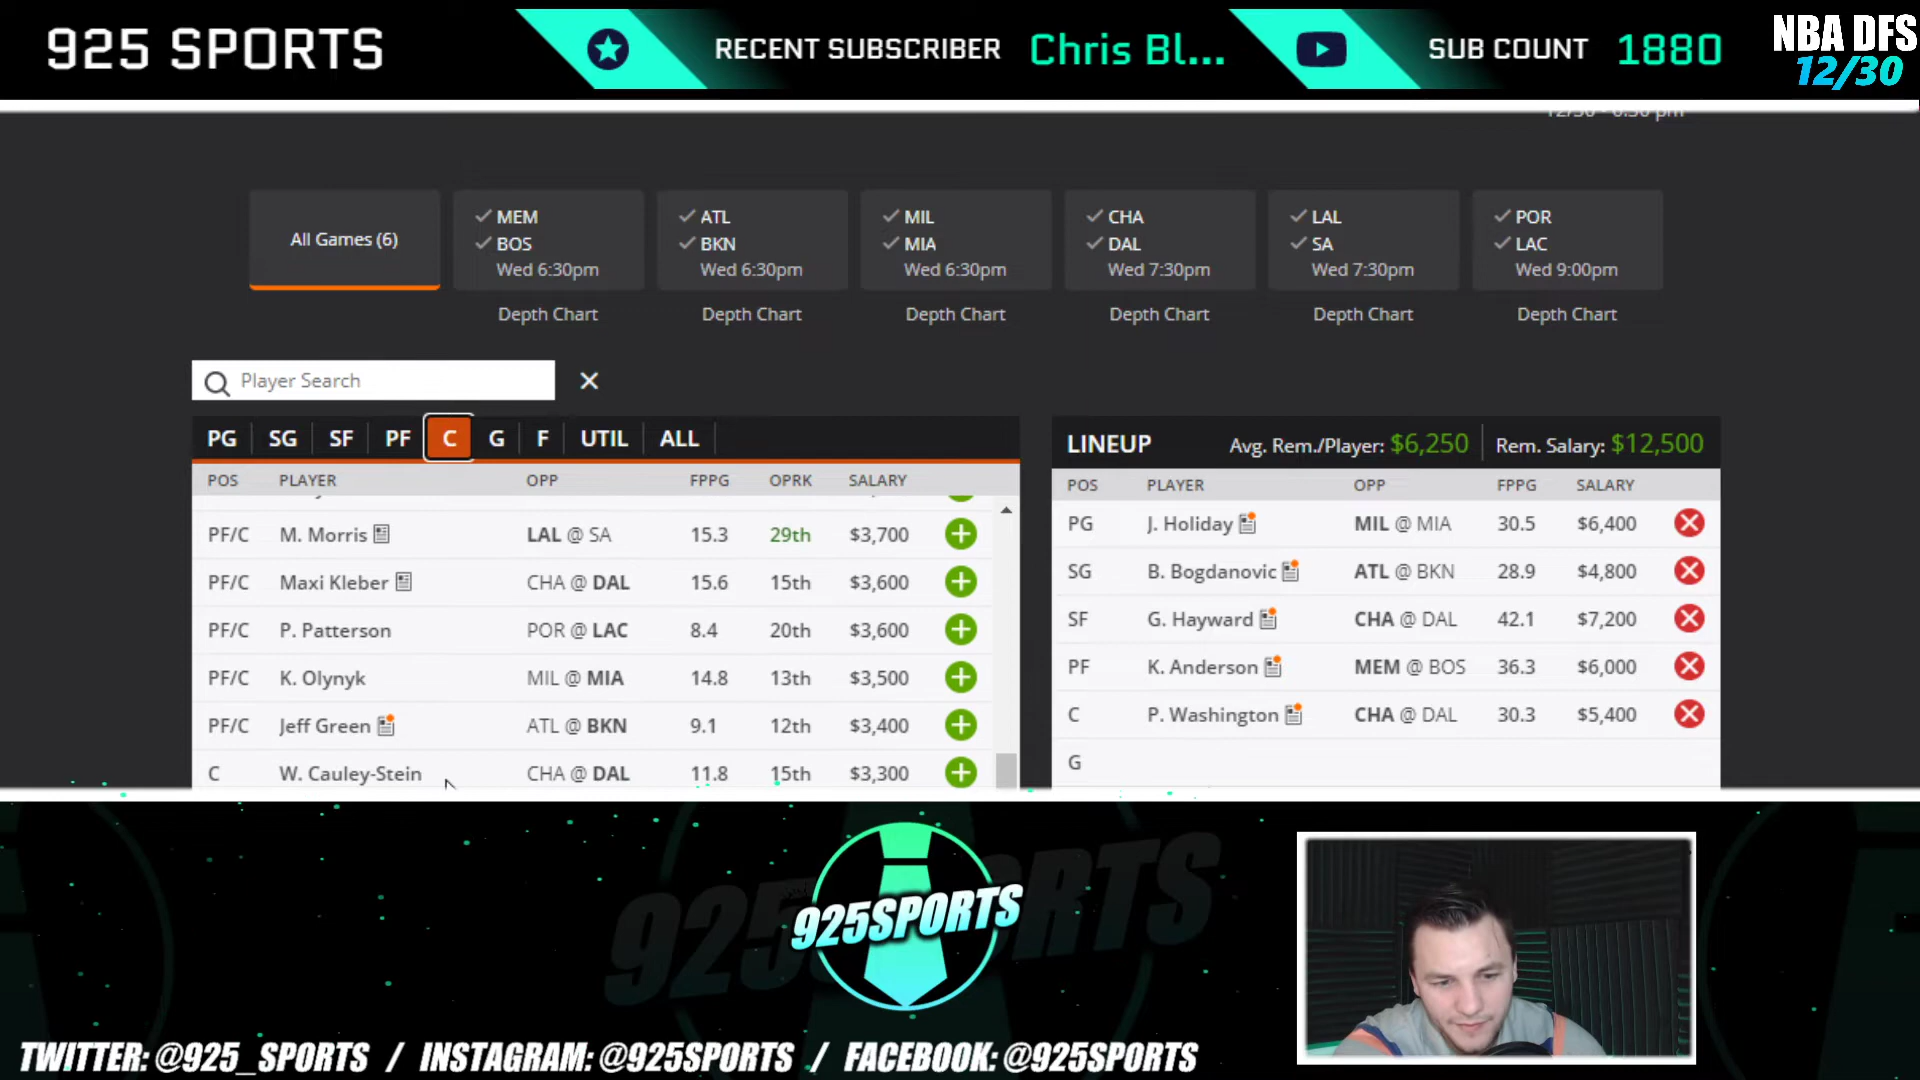 925 SPORTS
RECENT SUBSCRIBER Chris Bl...
SUB COUNT 1880
NBA DFS
12/30
All Games (6)
MEM
BOS
Wed 6:30pm
Depth Chart
ATL
BKN
Wed 6:30pm
Depth Chart
MIL
MIA
Wed 6:30pm
Depth Chart
CHA
DAL
Wed 7:30pm
Depth Chart
LAL
SA
Wed 7:30pm
Depth Chart
POR
LAC
Wed 9:00pm
Depth Chart
Player Search
PG SG SF PF C G F UTIL ALL
POS PLAYER OPP FPPG OPRK SALARY
PF/C M. Morris LAL @ SA 15.3 29th $3,700
PF/C Maxi Kleber CHA @ DAL 15.6 15th $3,600
PF/C P. Patterson POR @ LAC 8.4 20th $3,600
PF/C K. Olynyk MIL @ MIA 14.8 13th $3,500
PF/C Jeff Green ATL @ BKN 9.1 12th $3,400
C W. Cauley-Stein CHA @ DAL 11.8 15th $3,300
LINEUP Avg. Rem./Player: $6,250 Rem. Salary: $12,500
POS PLAYER OPP FPPG SALARY
PG J. Holiday MIL @ MIA 30.5 $6,400
SG B. Bogdanovic ATL @ BKN 28.9 $4,800
SF G. Hayward CHA @ DAL 42.1 $7,200
PF K. Anderson MEM @ BOS 36.3 $6,000
C P. Washington CHA @ DAL 30.3 $5,400
G
925SPORTS
TWITTER: @925_SPORTS / INSTAGRAM: @925SPORTS / FACEBOOK: @925SPORTS